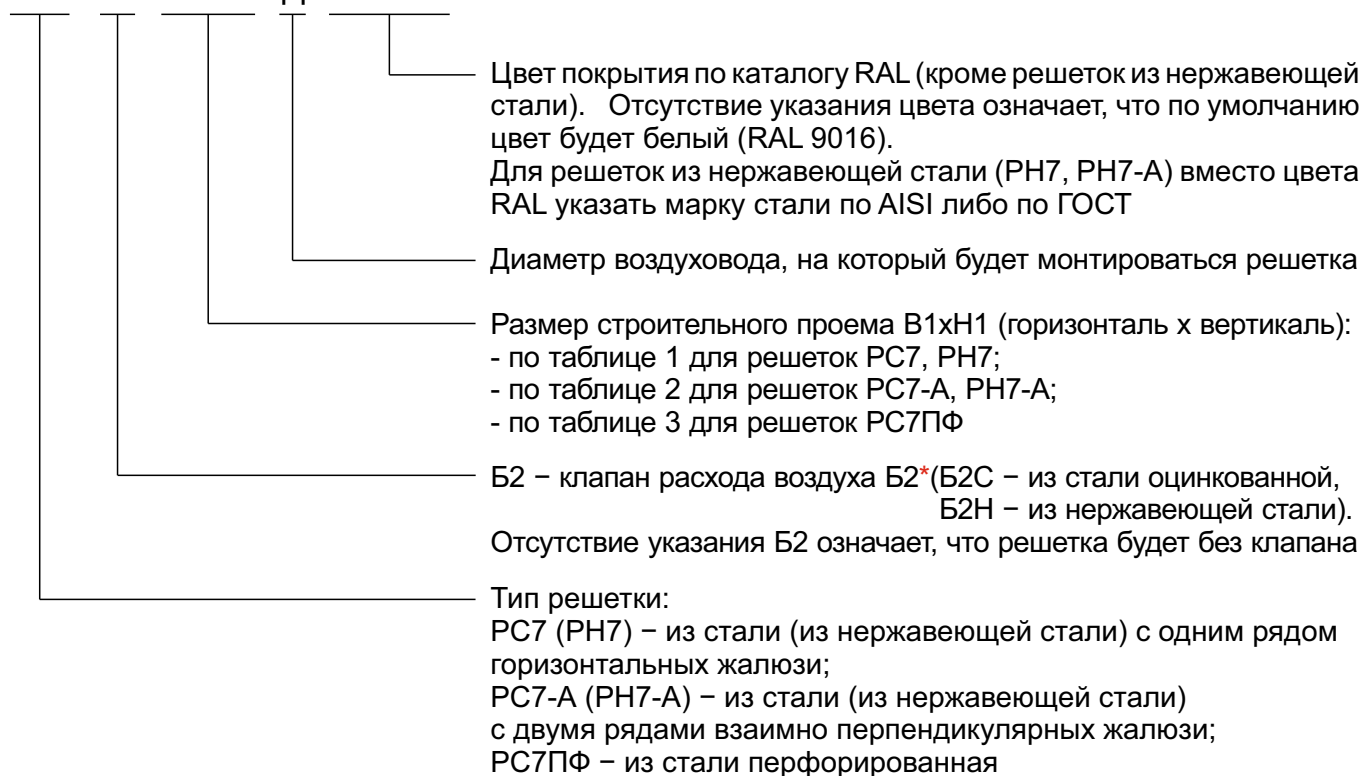 Цвет покрытия по каталогу RAL (кроме решеток из нержавеющей
стали). Отсутствие указания цвета означает, что по умолчанию
цвет будет белый (RAL 9016).
Для решеток из нержавеющей стали (РН7, РН7-А) вместо цвета
RAL указать марку стали по AISI либо по ГОСТ
Диаметр воздуховода, на который будет монтироваться решетка
Размер строительного проема В1хН1 (горизонталь х вертикаль):
- по таблице 1 для решеток РС7, РН7;
- по таблице 2 для решеток РС7-А, РН7-А;
- по таблице 3 для решеток РС7ПФ
Б2 − клапан расхода воздуха Б2*(Б2С − из стали оцинкованной,
Б2Н − из нержавеющей стали).
Отсутствие указания Б2 означает, что решетка будет без клапана
Тип решетки:
РС7 (РН7) − из стали (из нержавеющей стали) с одним рядом
горизонтальных жалюзи;
РС7-А (РН7-А) − из стали (из нержавеющей стали)
с двумя рядами взаимно перпендикулярных жалюзи;
РС7ПФ − из стали перфорированная